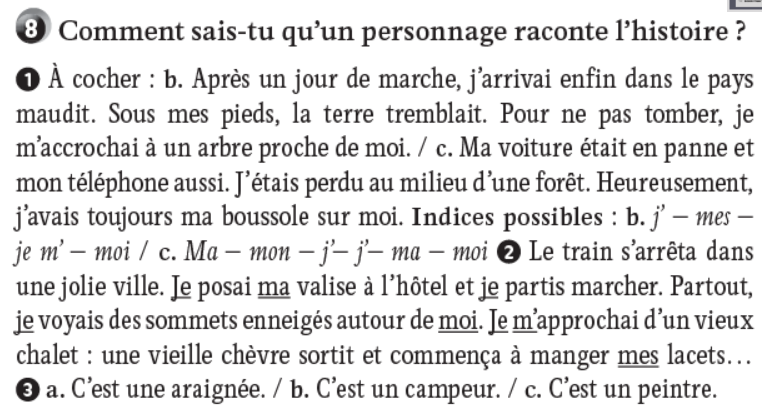 8 Comment sais-tu qu’un personnage raconte l’histoire ?
❶ À cocher : b. Après un jour de marche, j’arrivai enfin dans le pays
maudit. Sous mes pieds, la terre tremblait. Pour ne pas tomber, je
m’accrochai à un arbre proche de moi. / c. Ma voiture était en panne et
mon téléphone aussi. J’étais perdu au milieu d’une forêt. Heureusement,
j’avais toujours ma boussole sur moi. Indices possibles : b. j’ – mes –
je m’ – moi / c. Ma – mon – j’– j’– ma – moi ❷ Le train s’arrêta dans
une jolie ville. Je posai ma valise à l’hôtel et je partis marcher. Partout,
je voyais des sommets enneigés autour de moi. Je m’approchai d’un vieux
chalet : une vieille chèvre sortit et commença à manger mes lacets…
❸ a. C’est une araignée. / b. C’est un campeur. / c. C’est un peintre.